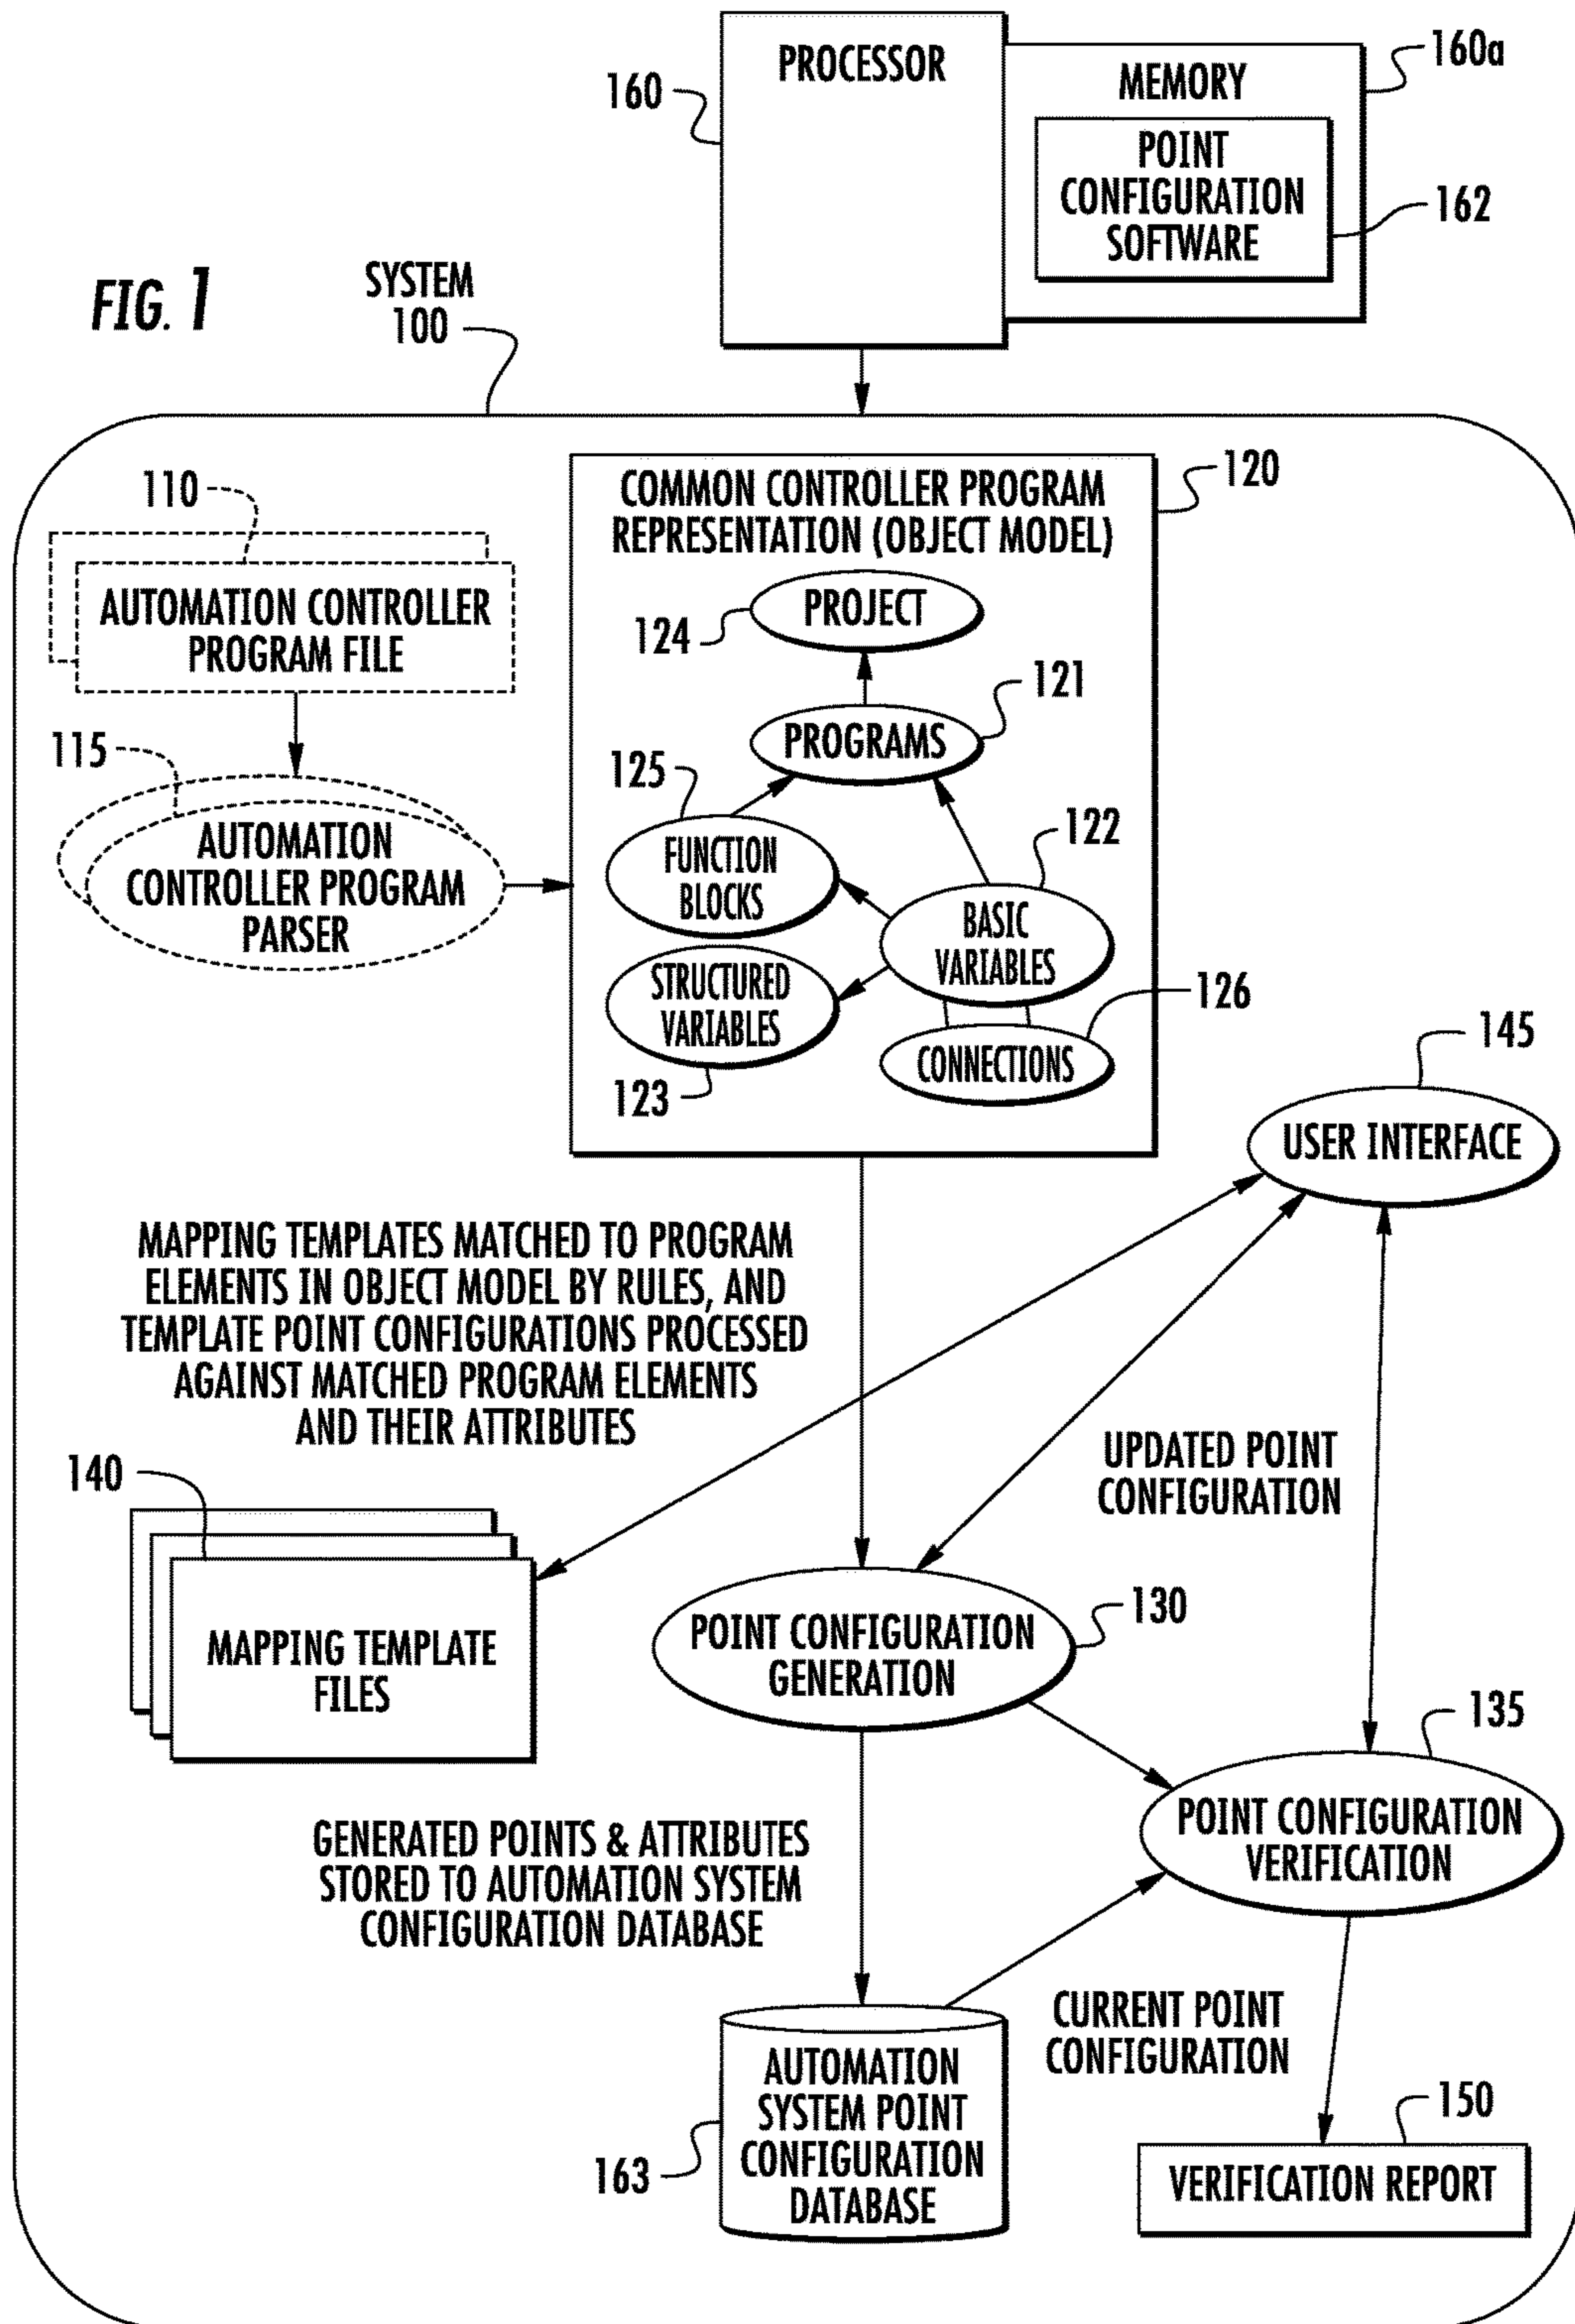 PROCESSOR
160
MEMORY
160a
POINT
CONFIGURATION
SOFTWARE
162
FIG. 1
SYSTEM
100
110
AUTOMATION CONTROLLER
PROGRAM FILE
115
AUTOMATION
CONTROLLER PROGRAM
PARSER
COMMON CONTROLLER PROGRAM
REPRESENTATION (OBJECT MODEL)
120
PROJECT
124
PROGRAMS
121
125
FUNCTION
BLOCKS
122
BASIC
VARIABLES
STRUCTURED
VARIABLES
123
126
CONNECTIONS
145
USER INTERFACE
MAPPING TEMPLATES MATCHED TO PROGRAM
ELEMENTS IN OBJECT MODEL BY RULES, AND
TEMPLATE POINT CONFIGURATIONS PROCESSED
AGAINST MATCHED PROGRAM ELEMENTS
AND THEIR ATTRIBUTES
140
MAPPING TEMPLATE
FILES
UPDATED POINT
CONFIGURATION
POINT CONFIGURATION
GENERATION
130
135
POINT CONFIGURATION
VERIFICATION
GENERATED POINTS & ATTRIBUTES
STORED TO AUTOMATION SYSTEM
CONFIGURATION DATABASE
CURRENT POINT
CONFIGURATION
AUTOMATION
SYSTEM POINT
CONFIGURATION
DATABASE
163
150
VERIFICATION REPORT